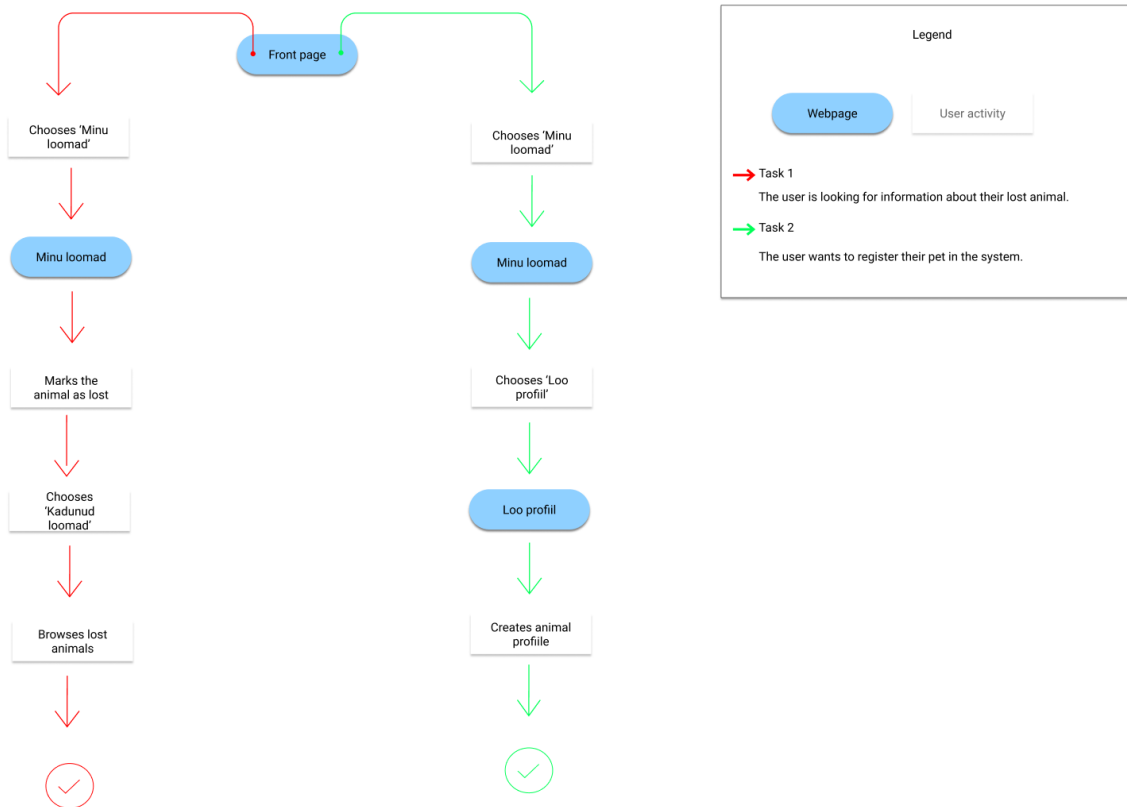 Front page
Chooses ‘Minu
loomad’
Minu loomad
Marks the
animal as lost
Chooses
‘Kadunud
loomad’
Browses lost
animals
Chooses ‘Minu
loomad’
Minu loomad
Chooses ‘Loo
profiil’
Loo profiil
Creates animal
profiile
Legend
Webpage
User activity
Task 1
The user is looking for information about their lost animal.
Task 2
The user wants to register their pet in the system.